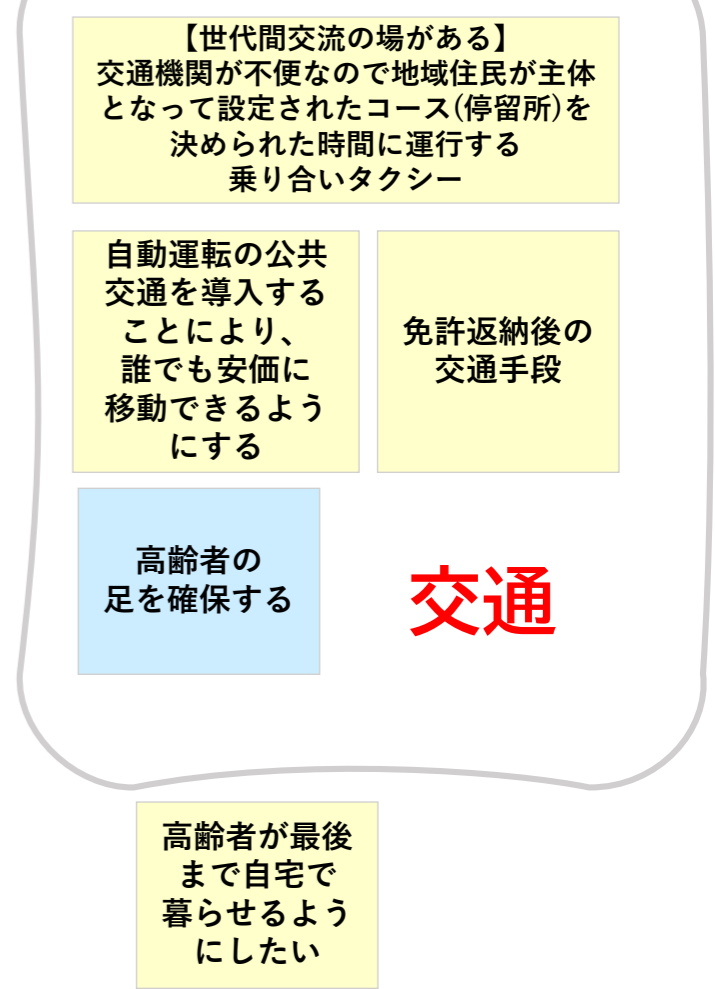 【世代間交流の場がある】
交通機関が不便なので地域住民が主体
となって設定されたコース(停留所)を
決められた時間に運行する
乗り合いタクシー
自動運転の公共
交通を導入する
ことにより、
誰でも安価に
移動できるよう
にする
免許返納後の
交通手段
高齢者の
足を確保する
交通
高齢者が最後
まで自宅で
暮らせるよう
にしたい